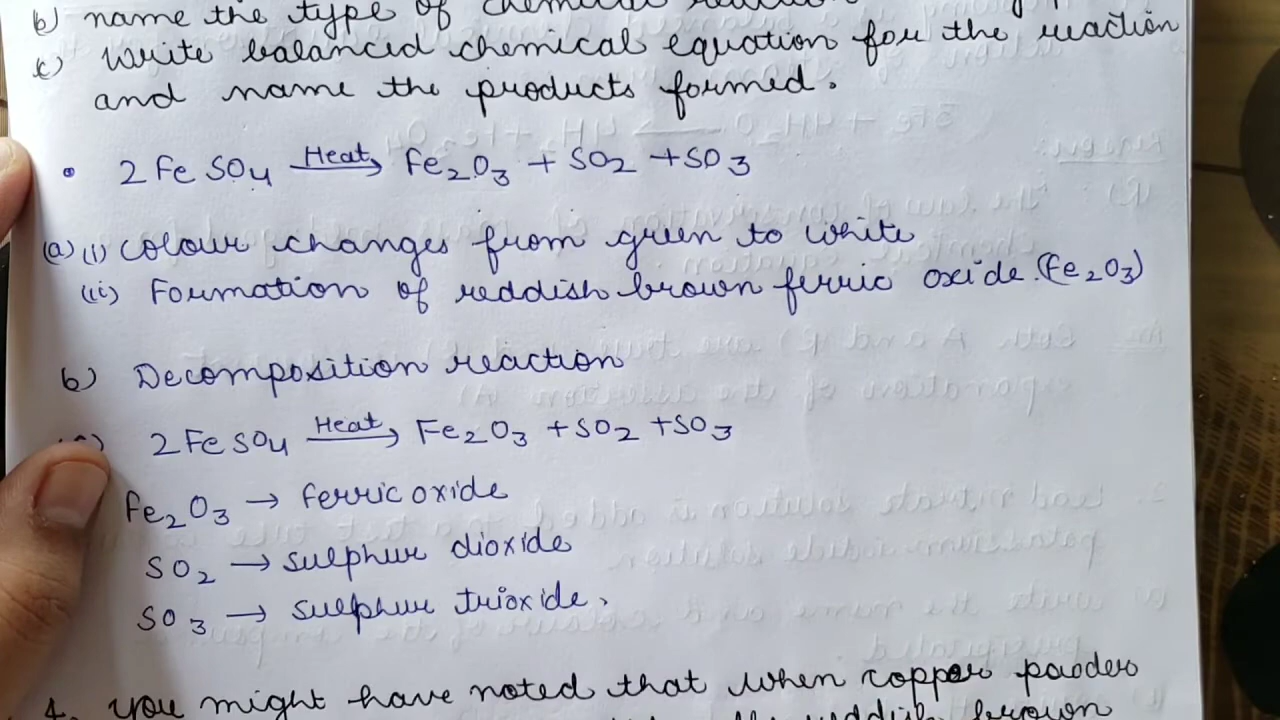 b) name the type of chemical
c) Write balanced chemical equation for the reaction
and name the products formed.
• 2 FeSO4 Heat→ Fe2O3 + SO2 + SO3
(a) (i) Colour changes from green to white
(ii) Formation of reddish brown ferric oxide. (Fe2O3)
b) Decomposition reaction
2 FeSO4 Heat→ Fe2O3 + SO2 + SO3
Fe2O3 → ferric oxide
SO2 → sulphur dioxide
SO3 → sulphur trioxide.
4. you might have noted that when copper powder
reddish brown